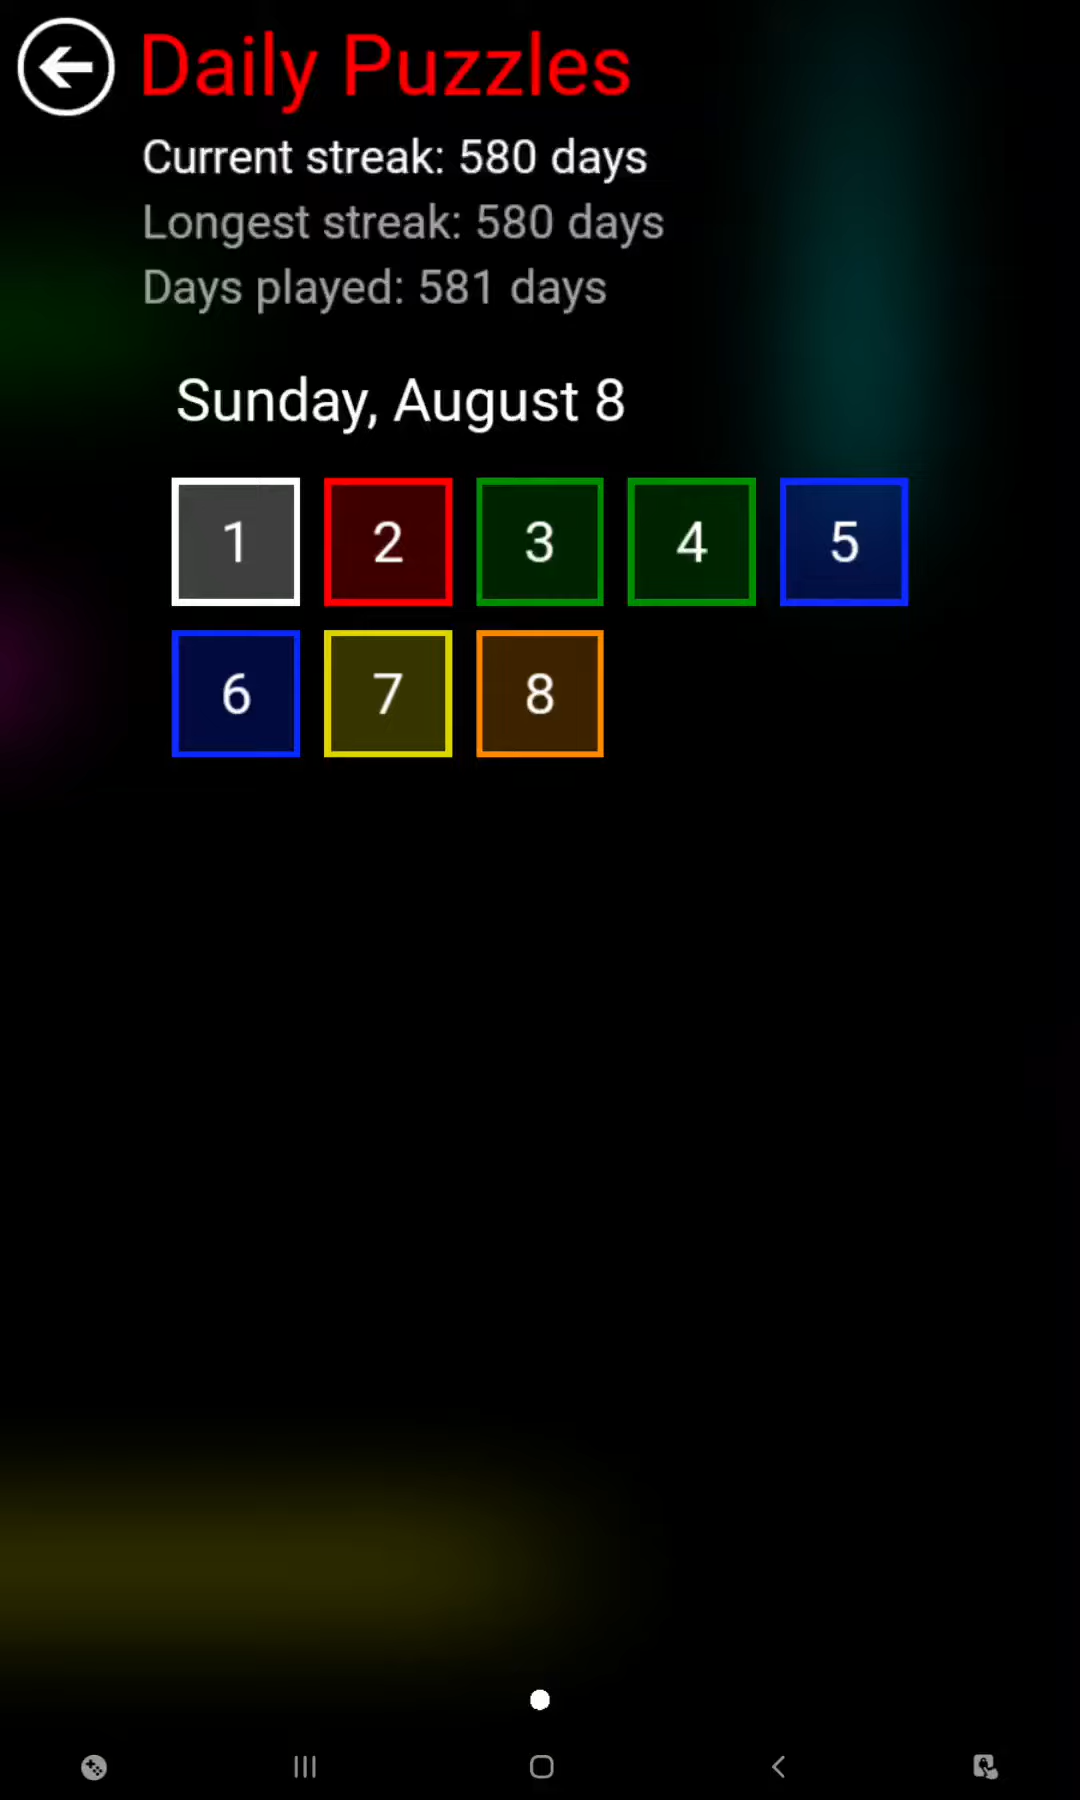 Daily Puzzles
Current streak: 580 days
Longest streak: 580 days
Days played: 581 days
Sunday, August 8
1 2 3 4 5
6 7 8